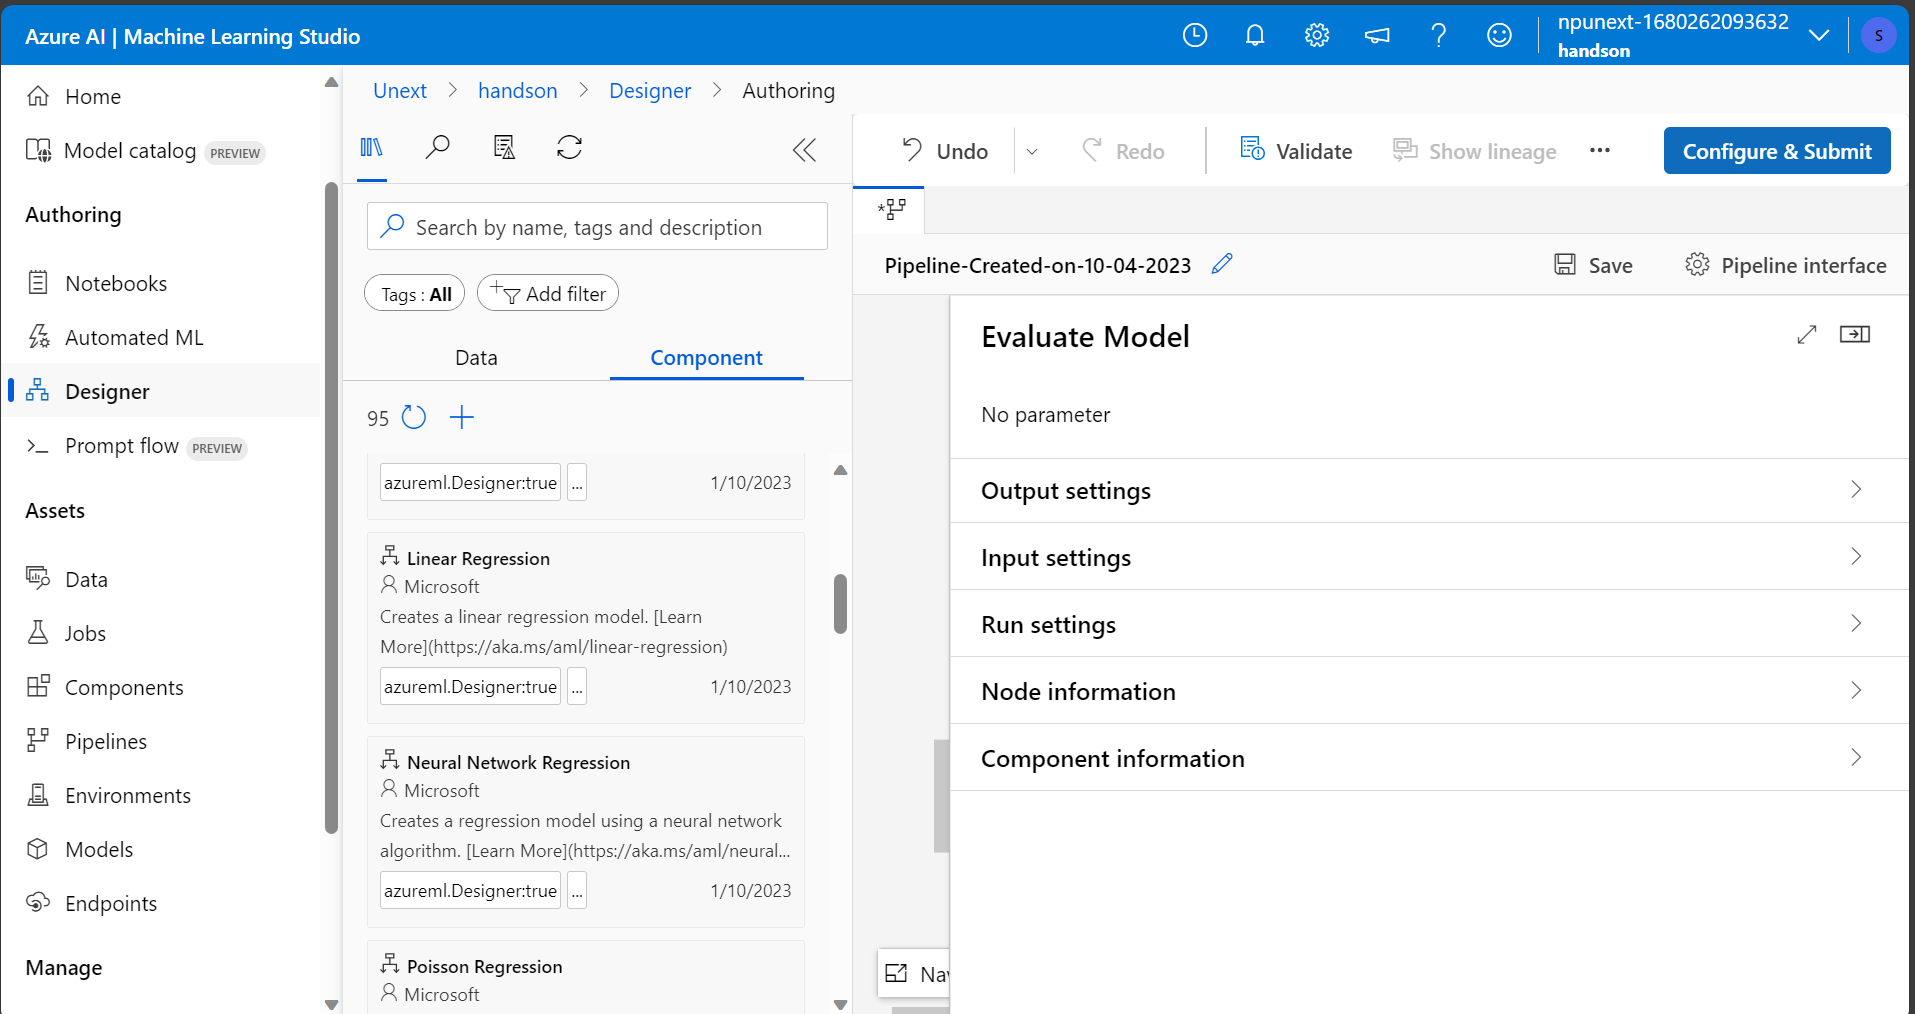 Azure AI | Machine Learning Studio
npunext-1680262093632
handson
S
Home
Model catalog PREVIEW
Authoring
Notebooks
Automated ML
Designer
Prompt flow PREVIEW
Assets
Data
Jobs
Components
Pipelines
Environments
Models
Endpoints
Manage
Unext > handson > Designer > Authoring
Search by name, tags and description
Tags : All
Add filter
Data
Component
95
azureml.Designer:true ... 1/10/2023
Linear Regression
Microsoft
Creates a linear regression model. [Learn
More](https://aka.ms/aml/linear-regression)
azureml.Designer:true ... 1/10/2023
Neural Network Regression
Microsoft
Creates a regression model using a neural network
algorithm. [Learn More](https://aka.ms/aml/neural...
azureml.Designer:true ... 1/10/2023
Poisson Regression
Microsoft
Undo
Redo
Validate
Show lineage
...
Configure & Submit
Pipeline-Created-on-10-04-2023
Save
Pipeline interface
Evaluate Model
No parameter
Output settings
Input settings
Run settings
Node information
Component information
Nav